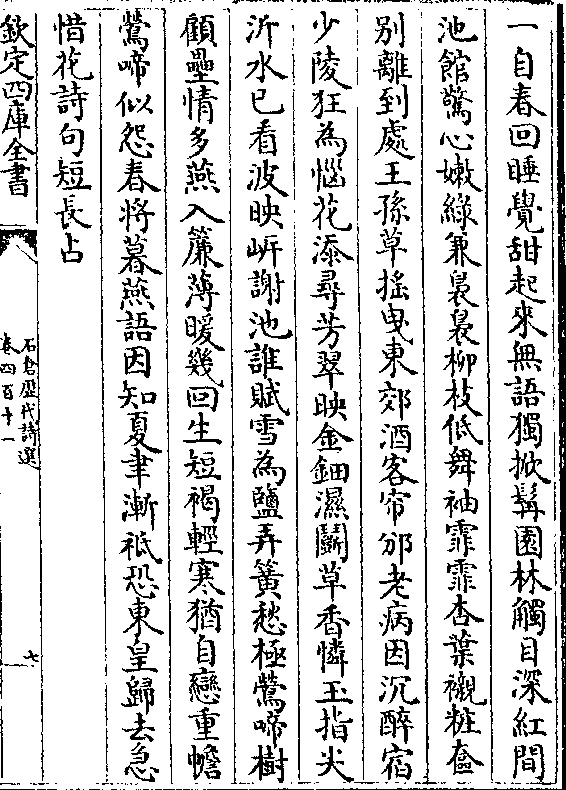 一自春回睡覺甜起來無語獨掀髯園林觸目深紅間
池館驚心嫩綠兼裊裊柳枝低舞袖霏霏杏葉襯粧奩
别離到處王孫草搖曳東郊酒客帘邠老病因沉醉宿
少陵狂為惱花添尋芳翠映金鈿濕鬭草香憐玉指尖
沂水已看波映㟁謝池誰賦雪為鹽弄簧愁極鶯啼樹
顧壘情多燕入簾薄暖幾回生短褐輕寒猶自戀重幨
鶯啼似怨春將暮燕語因知夏聿漸祗恐東皇歸去急
惜花詩句短長占
欽定四庫全書
石倉歷代詩選
卷四百十一
七